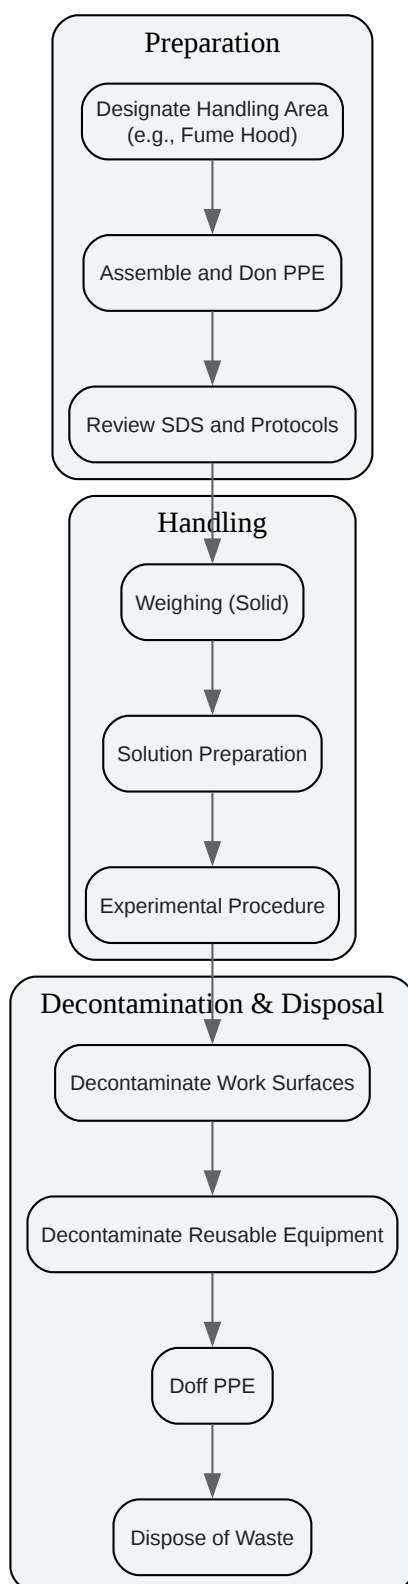 Preparation
Designate Handling Area
(e.g., Fume Hood)
Assemble and Don PPE
Review SDS and Protocols
Handling
Weighing (Solid)
Solution Preparation
Experimental Procedure
Decontamination & Disposal
Decontaminate Work Surfaces
Decontaminate Reusable Equipment
Doff PPE
Dispose of Waste